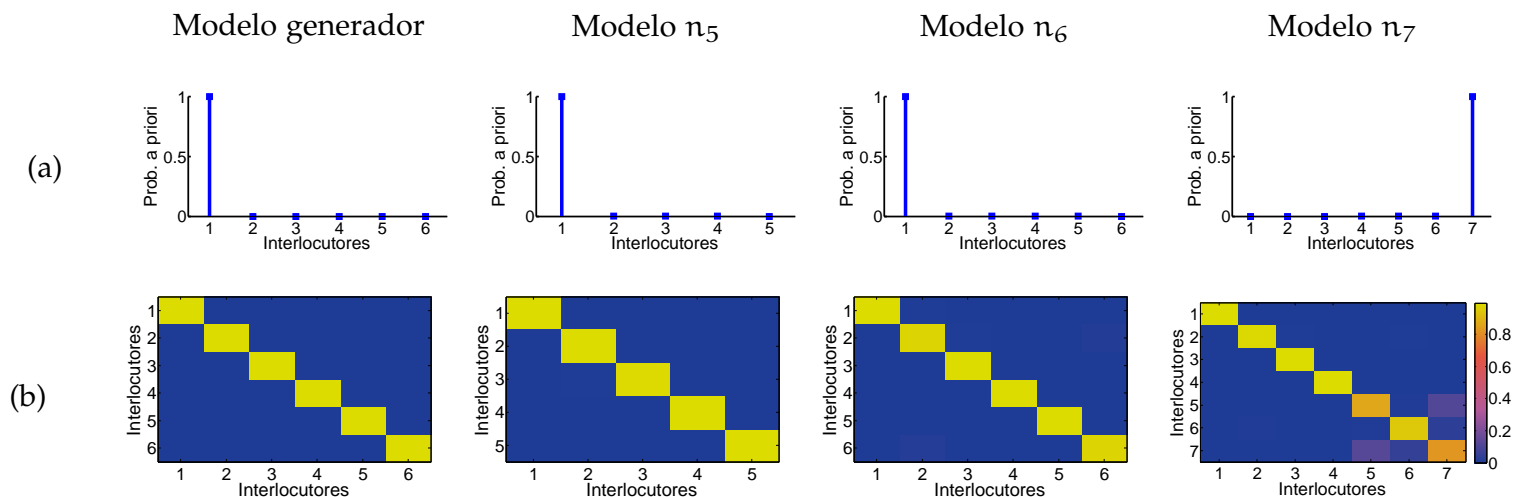 Modelo generador
Modelo n5
Modelo n6
Modelo n7
(a)
Prob. a priori
1
0.5
0
1 2 3 4 5 6
Interlocutores
Prob. a priori
1
0.5
0
1 2 3 4 5
Interlocutores
Prob. a priori
1
0.5
0
1 2 3 4 5 6
Interlocutores
Prob. a priori
1
0.5
0
1 2 3 4 5 6 7
Interlocutores
(b)
Interlocutores
1
2
3
4
5
6
1 2 3 4 5 6
Interlocutores
Interlocutores
1
2
3
4
5
1 2 3 4 5
Interlocutores
Interlocutores
1
2
3
4
5
6
1 2 3 4 5 6
Interlocutores
Interlocutores
1
2
3
4
5
6
7
1 2 3 4 5 6 7
Interlocutores
0.8
0.6
0.4
0.2
0